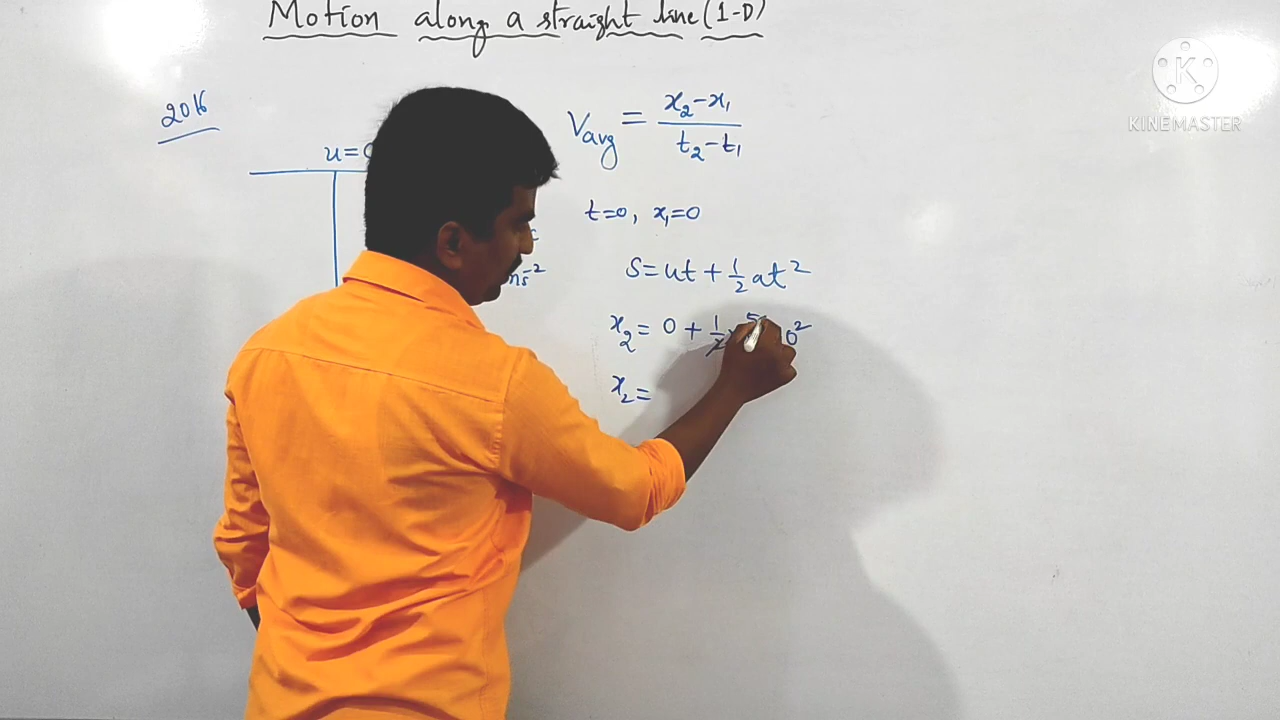 Motion along a straight line (1-D)
2016
u=0
ms⁻²
V_avg = (x₂-x₁)/(t₂-t₁)
t=0, x₁=0
S=ut+½at²
x₂= 0+½ 5 0²
x₂=
KINEMASTER